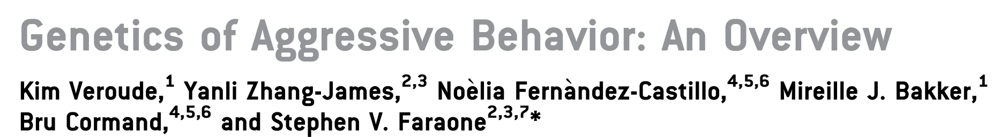 Genetics of Aggressive Behavior: An Overview
Kim Veroude,1 Yanli Zhang-James,2,3 Noèlia Fernàndez-Castillo,4,5,6 Mireille J. Bakker,1
Bru Cormand,4,5,6 and Stephen V. Faraone2,3,7*